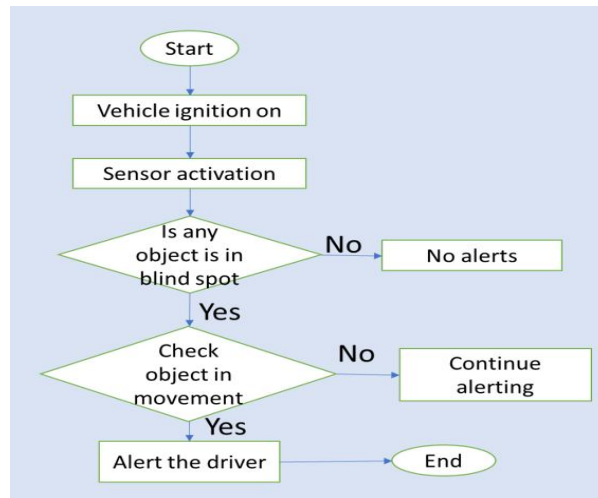 Start
Vehicle ignition on
Sensor activation
Is any
object is in
blind spot
No
No alerts
Yes
Check
object in
movement
No
Continue
alerting
Yes
Alert the driver
End